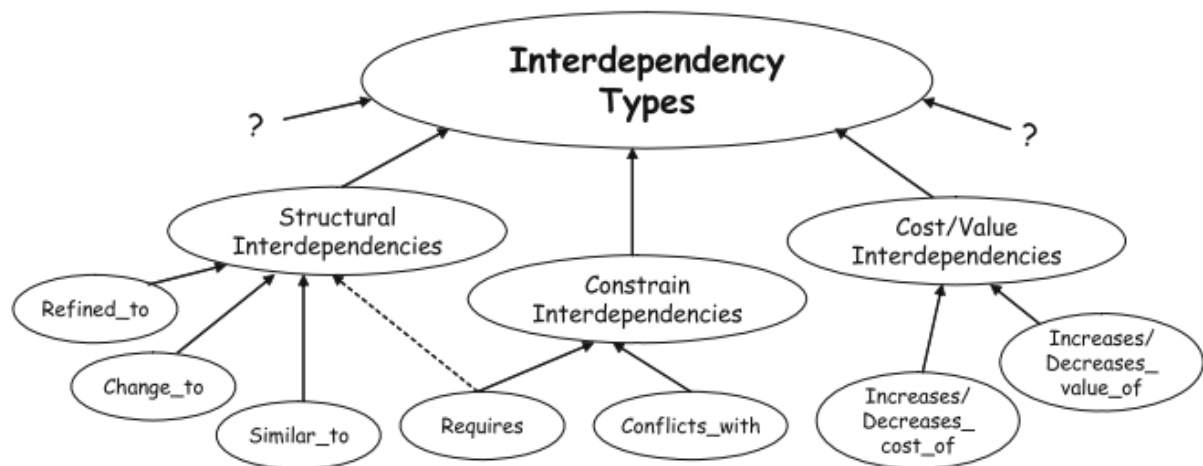 Interdependency
Types
?
?
Structural
Interdependencies
Cost/Value
Interdependencies
Constrain
Interdependencies
Refined_to
Change_to
Similar_to
Requires
Conflicts_with
Increases/
Decreases_
cost_of
Increases/
Decreases_
value_of